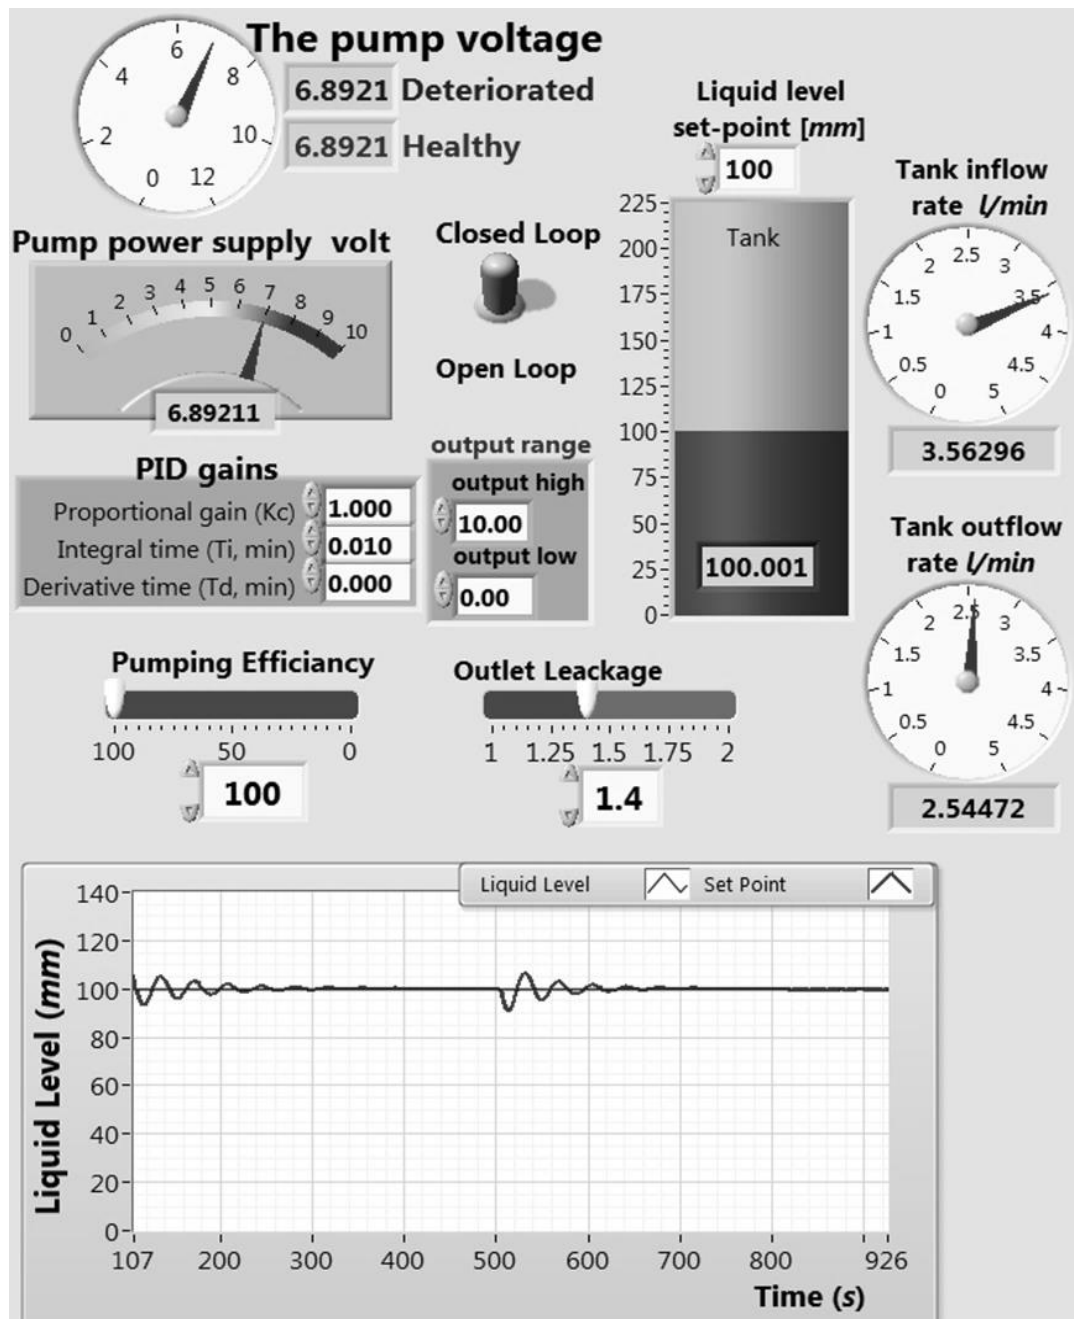 The pump voltage
6
4
8
2
10
0
12
6.8921 Deteriorated
6.8921 Healthy
Liquid level
set-point [mm]
100
Tank inflow
rate l/min
2.5
2
3
1.5
3.5
1
4
0.5
4.5
0
5
3.56296
Pump power supply volt
0 1 2 3 4 5 6 7 8 9 10
6.89211
Closed Loop
Open Loop
Tank
225
200
175
150
125
100
75
50
25
0
100.001
PID gains
Proportional gain (Kc) 1.000
Integral time (Ti, min) 0.010
Derivative time (Td, min) 0.000
output range
output high
10.00
output low
0.00
Tank outflow
rate l/min
2.5
2
3
1.5
3.5
1
4
0.5
4.5
0
5
2.54472
Pumping Efficiancy
100 50 0
100
Outlet Leackage
1 1.25 1.5 1.75 2
1.4
Liquid Level Set Point
Liquid Level (mm)
140
120
100
80
60
40
20
0
107 200 300 400 500 600 700 800 926
Time (s)